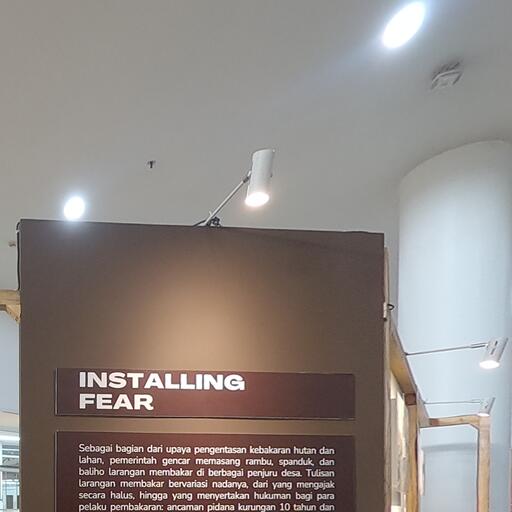 INSTALLING
FEAR
Sebagai bagian dari upaya pengentasan kebakaran hutan dan
lahan, pemerintah gencar memasang rambu, spanduk, dan
baliho larangan membakar di berbagai penjuru desa. Tulisan
larangan membakar bervariasi nadanya, dari yang mengajak
secara halus, hingga yang menyertakan hukuman bagi para
pelaku pembakaran: ancaman pidana kurungan 10 tahun dan